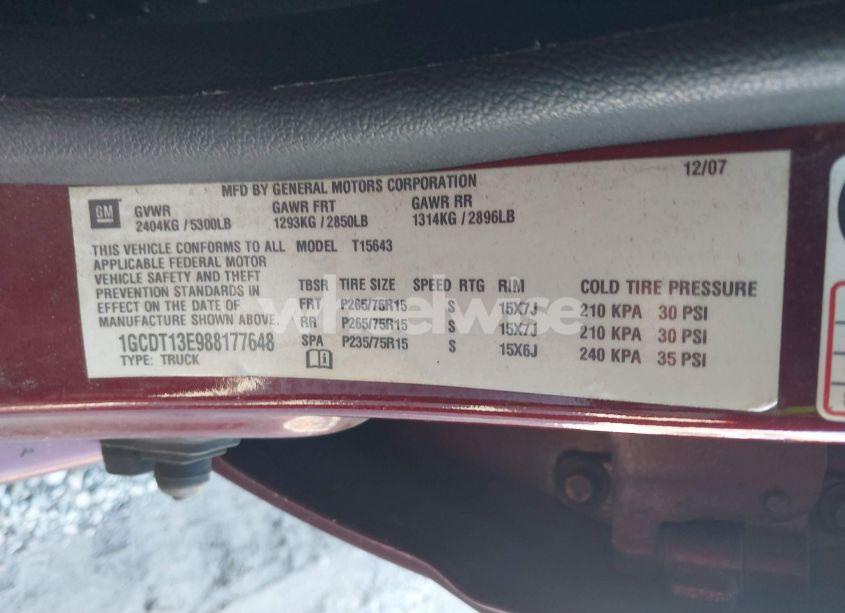 MFD BY GENERAL MOTORS CORPORATION 12/07
GM GVWR GAWR FRT GAWR RR
2404KG / 5300LB 1293KG / 2850LB 1314KG / 2896LB
THIS VEHICLE CONFORMS TO ALL MODEL T15643
APPLICABLE FEDERAL MOTOR
VEHICLE SAFETY AND THEFT
PREVENTION STANDARDS IN
EFFECT ON THE DATE OF
MANUFACTURE SHOWN ABOVE.
1GCDT13E988177648
TYPE: TRUCK
TBSR TIRE SIZE SPEED RTG RIM COLD TIRE PRESSURE
FRT P265/75R15 S 15X7J 210 KPA 30 PSI
RR P265/75R15 S 15X7J 210 KPA 30 PSI
SPA P235/75R15 S 15X6J 240 KPA 35 PSI
wheelwise